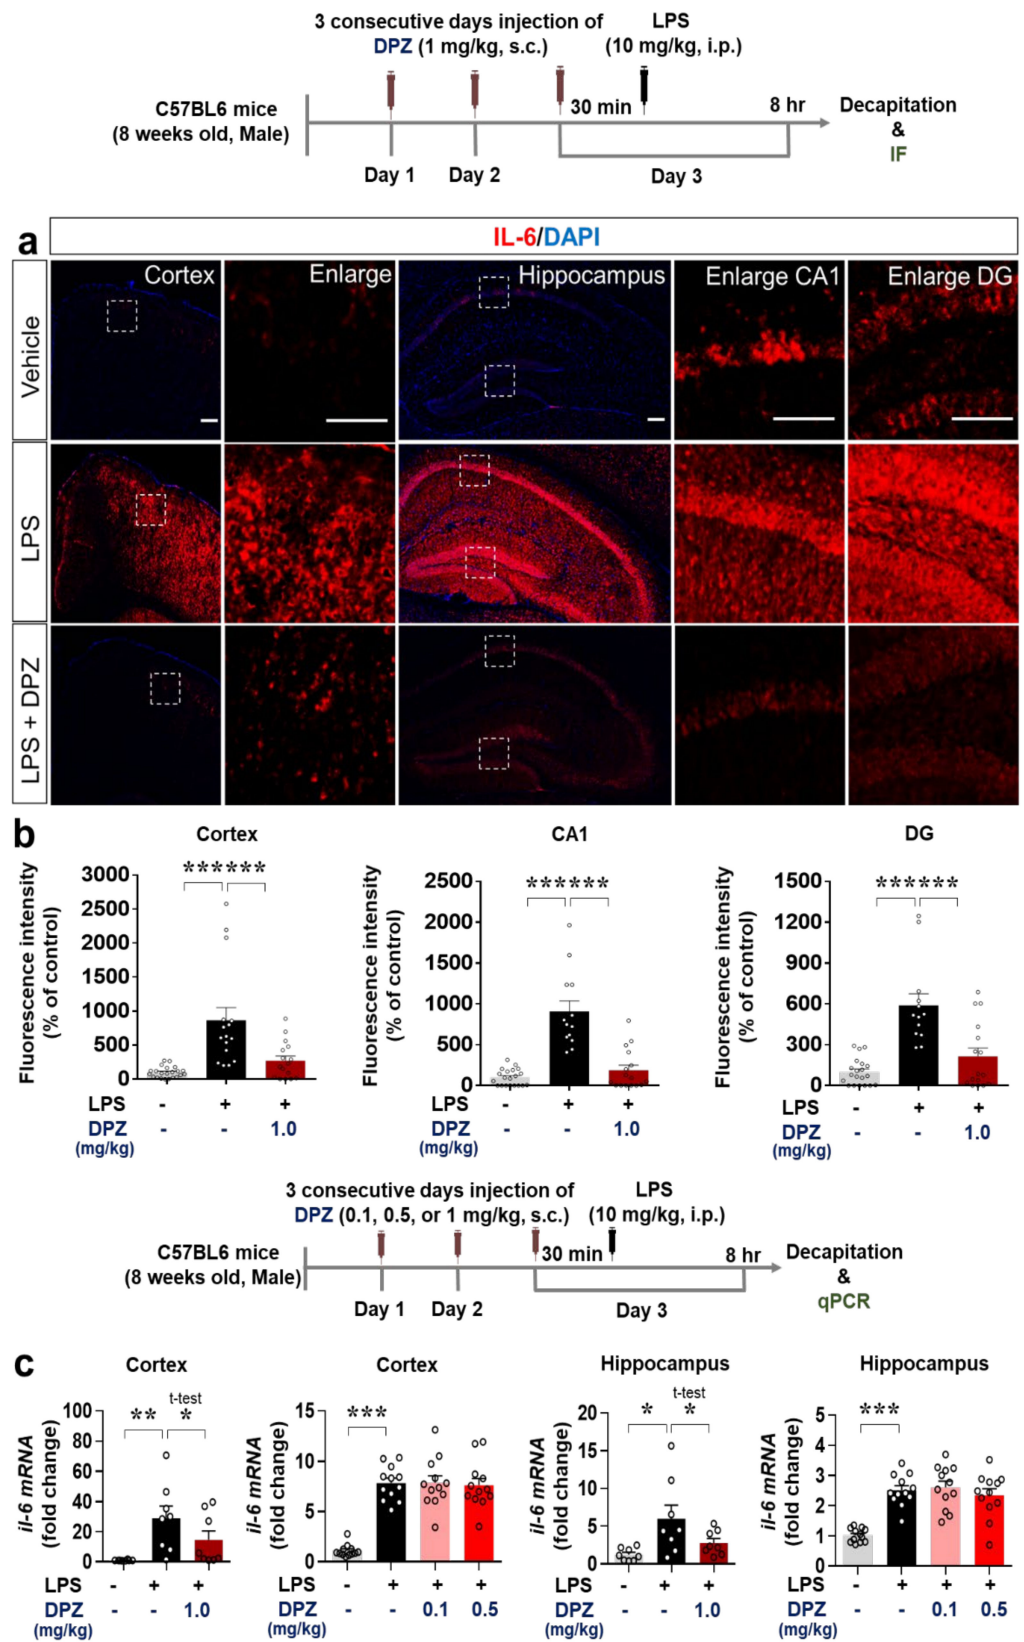 3 consecutive days injection of
DPZ (1 mg/kg, s.c.)
LPS
(10 mg/kg, i.p.)
C57BL6 mice
(8 weeks old, Male)
30 min
8 hr
Decapitation
&
IF
Day 1
Day 2
Day 3
a
IL-6/DAPI
Cortex
Enlarge
Hippocampus
Enlarge CA1
Enlarge DG
Vehicle
LPS
LPS + DPZ
b
Cortex
Fluorescence intensity
(% of control)
3000
2500
2000
1500
1000
500
0
******
LPS - + +
DPZ - - 1.0
(mg/kg)
CA1
Fluorescence intensity
(% of control)
2500
2000
1500
1000
500
0
******
LPS - + +
DPZ - - 1.0
(mg/kg)
DG
Fluorescence intensity
(% of control)
1500
1200
900
600
300
0
******
LPS - + +
DPZ - - 1.0
(mg/kg)
3 consecutive days injection of
DPZ (0.1, 0.5, or 1 mg/kg, s.c.)
LPS
(10 mg/kg, i.p.)
C57BL6 mice
(8 weeks old, Male)
30 min
8 hr
Decapitation
&
qPCR
Day 1
Day 2
Day 3
c
Cortex
il-6 mRNA
(fold change)
100
80
60
40
20
0
t-test
** *
LPS - + +
DPZ - - 1.0
(mg/kg)
Cortex
il-6 mRNA
(fold change)
15
10
5
0
***
LPS - + + +
DPZ - - 0.1 0.5
(mg/kg)
Hippocampus
il-6 mRNA
(fold change)
20
15
10
5
0
t-test
* *
LPS - + +
DPZ - - 1.0
(mg/kg)
Hippocampus
il-6 mRNA
(fold change)
5
4
3
2
1
0
***
LPS - + + +
DPZ - - 0.1 0.5
(mg/kg)